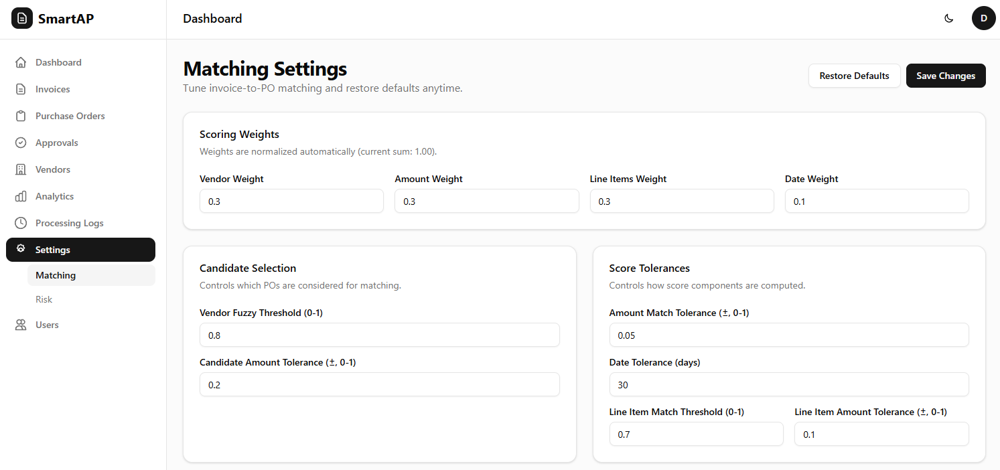 SmartAP
Dashboard
D
Dashboard
Invoices
Purchase Orders
Approvals
Vendors
Analytics
Processing Logs
Settings
Matching
Risk
Users
Matching Settings
Tune invoice-to-PO matching and restore defaults anytime.
Restore Defaults
Save Changes
Scoring Weights
Weights are normalized automatically (current sum: 1.00).
Vendor Weight
0.3
Amount Weight
0.3
Line Items Weight
0.3
Date Weight
0.1
Candidate Selection
Controls which POs are considered for matching.
Vendor Fuzzy Threshold (0-1)
0.8
Candidate Amount Tolerance (±, 0-1)
0.2
Score Tolerances
Controls how score components are computed.
Amount Match Tolerance (±, 0-1)
0.05
Date Tolerance (days)
30
Line Item Match Threshold (0-1)
0.7
Line Item Amount Tolerance (±, 0-1)
0.1